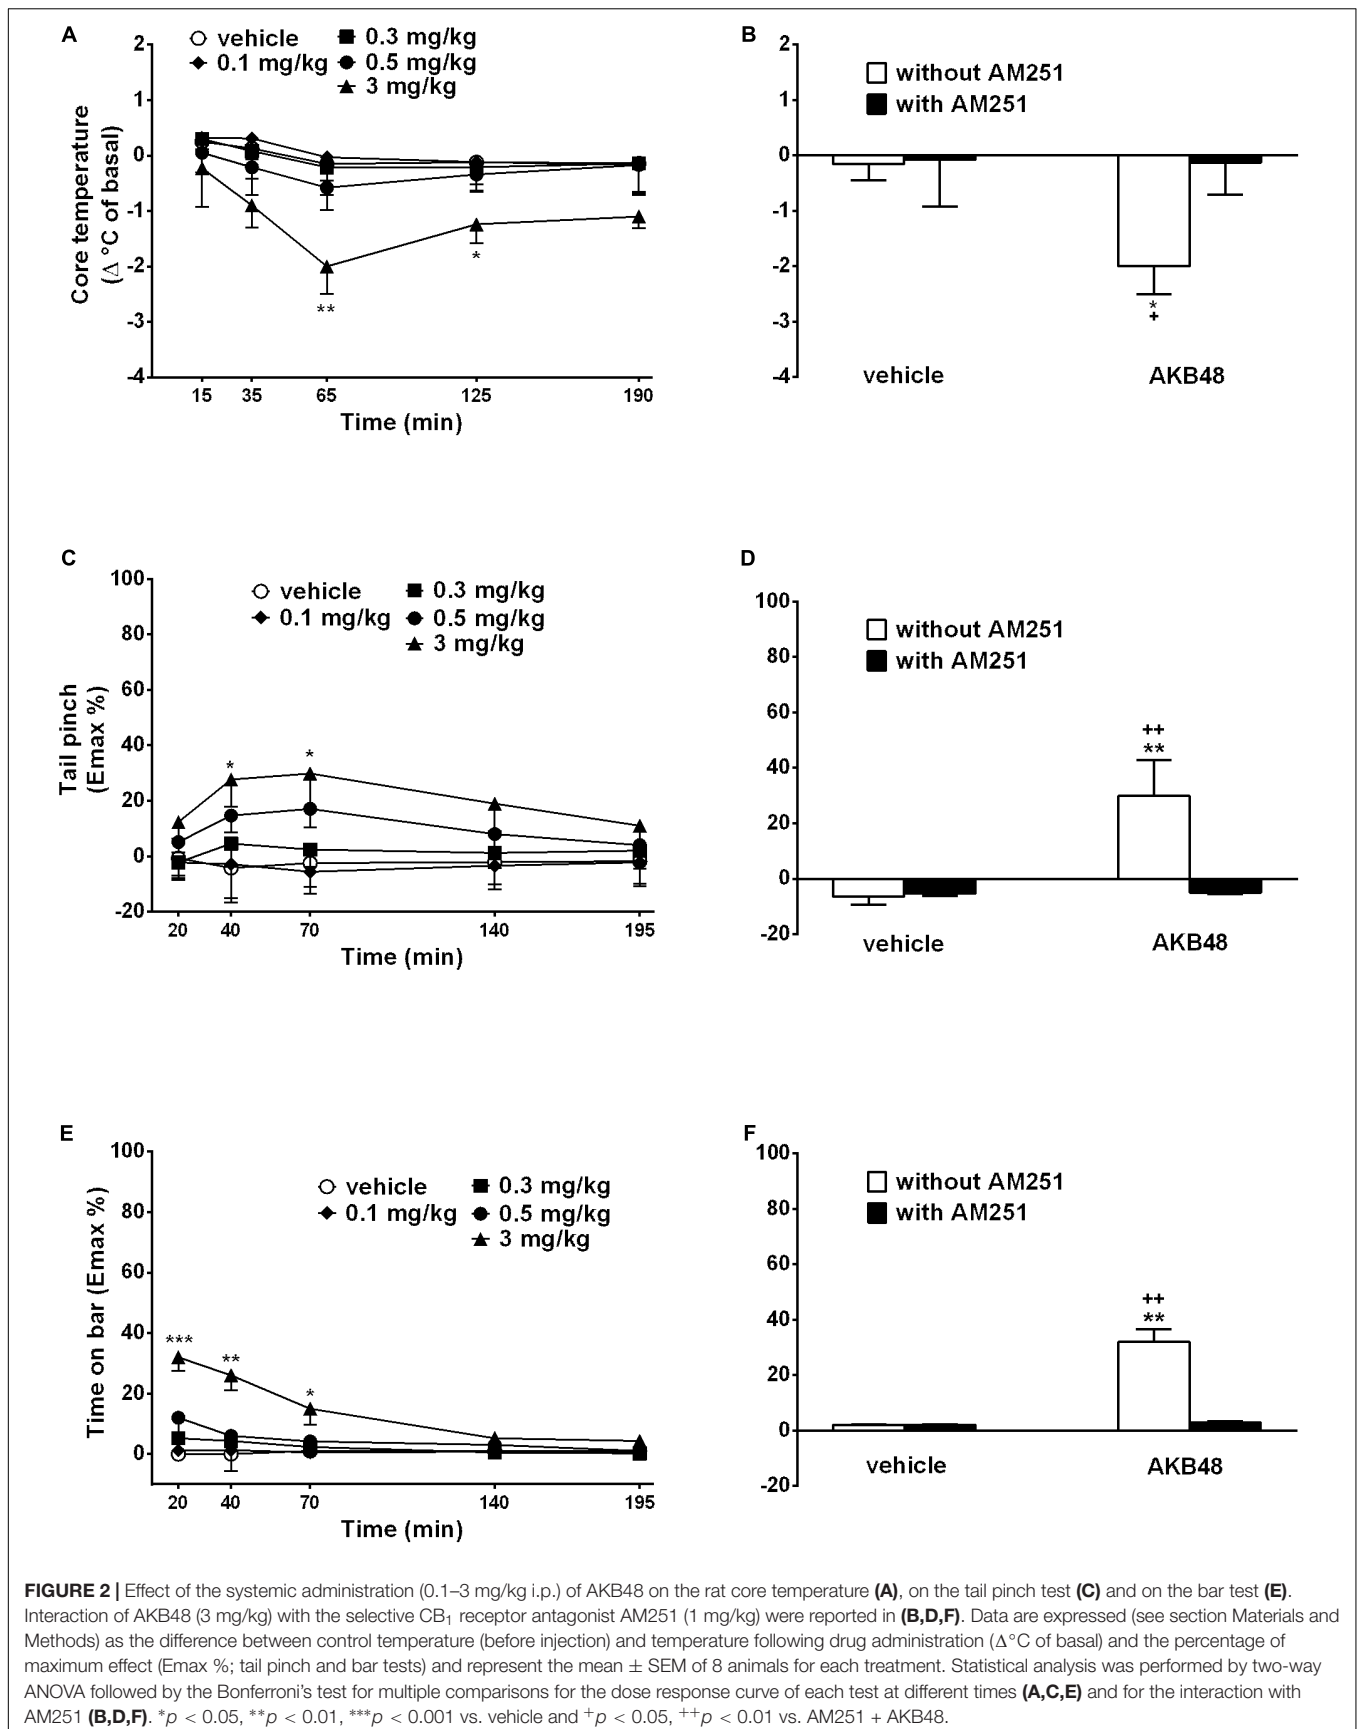 A
vehicle
0.1 mg/kg
0.3 mg/kg
0.5 mg/kg
3 mg/kg
Core temperature
(Δ °C of basal)
2
1
0
-1
-2
-3
-4
**
*
15 35 65 125 190
Time (min)
B
without AM251
with AM251
2
1
0
-1
-2
-3
-4
*
+
vehicle AKB48
C
vehicle
0.1 mg/kg
0.3 mg/kg
0.5 mg/kg
3 mg/kg
Tail pinch
(Emax %)
100
80
60
40
20
0
-20
* *
20 40 70 140 195
Time (min)
D
without AM251
with AM251
100
80
60
40
20
0
-20
++
**
vehicle AKB48
E
vehicle
0.1 mg/kg
0.3 mg/kg
0.5 mg/kg
3 mg/kg
Time on bar (Emax %)
100
80
60
40
20
0
*** ** *
20 40 70 140 195
Time (min)
F
without AM251
with AM251
100
80
60
40
20
0
-20
++
**
vehicle AKB48
FIGURE 2 | Effect of the systemic administration (0.1–3 mg/kg i.p.) of AKB48 on the rat core temperature (A), on the tail pinch test (C) and on the bar test (E).
Interaction of AKB48 (3 mg/kg) with the selective CB₁ receptor antagonist AM251 (1 mg/kg) were reported in (B,D,F). Data are expressed (see section Materials and
Methods) as the difference between control temperature (before injection) and temperature following drug administration (Δ°C of basal) and the percentage of
maximum effect (Emax %; tail pinch and bar tests) and represent the mean ± SEM of 8 animals for each treatment. Statistical analysis was performed by two-way
ANOVA followed by the Bonferroni's test for multiple comparisons for the dose response curve of each test at different times (A,C,E) and for the interaction with
AM251 (B,D,F). *p < 0.05, **p < 0.01, ***p < 0.001 vs. vehicle and ⁺p < 0.05, ⁺⁺p < 0.01 vs. AM251 + AKB48.